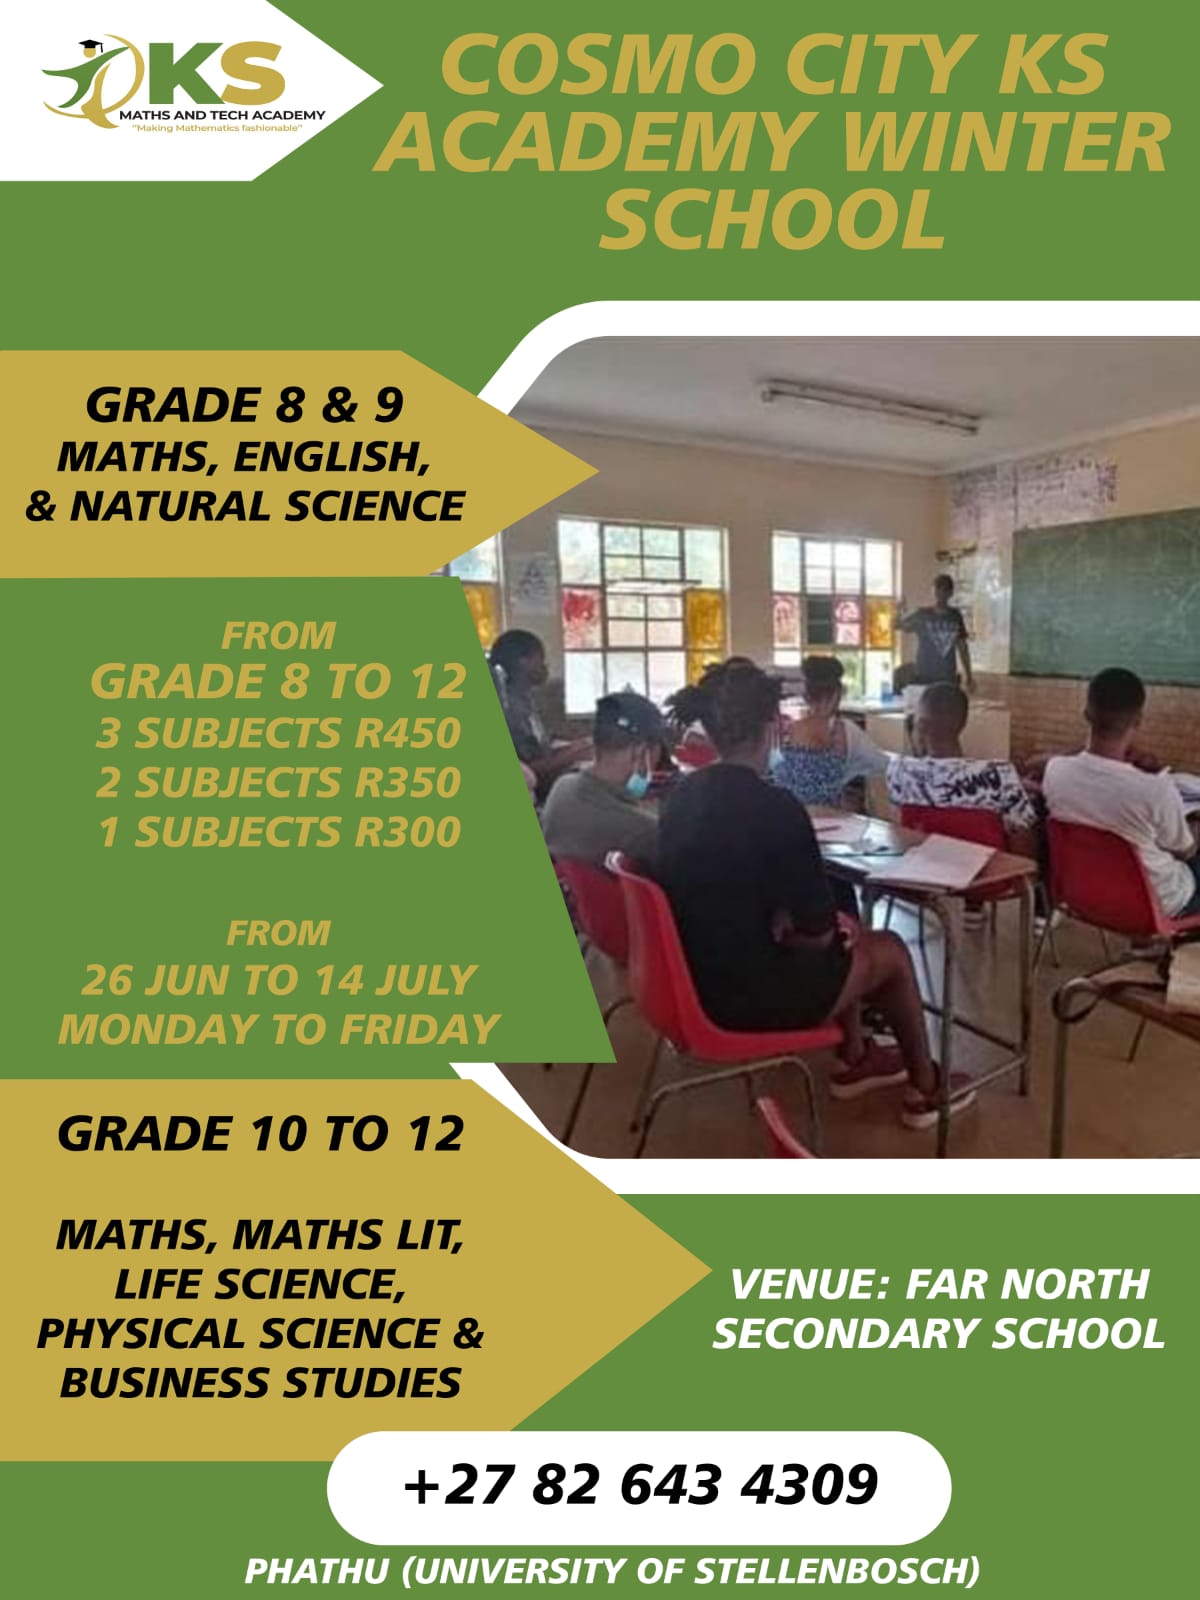 KS
MATHS AND TECH ACADEMY
"Making Mathematics fashionable"
COSMO CITY KS
ACADEMY WINTER
SCHOOL
GRADE 8 & 9
MATHS, ENGLISH,
& NATURAL SCIENCE
FROM
GRADE 8 TO 12
3 SUBJECTS R450
2 SUBJECTS R350
1 SUBJECTS R300
FROM
26 JUN TO 14 JULY
MONDAY TO FRIDAY
GRADE 10 TO 12
MATHS, MATHS LIT,
LIFE SCIENCE,
PHYSICAL SCIENCE &
BUSINESS STUDIES
VENUE: FAR NORTH
SECONDARY SCHOOL
+27 82 643 4309
PHATHU (UNIVERSITY OF STELLENBOSCH)